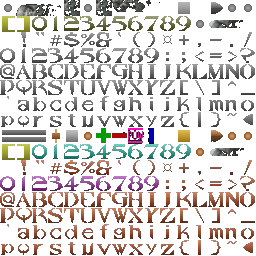 []0123456789
!"#$%&'()¤+,-./
0123456789:;<=>?
@ABCDEFGHIJKLMNO
PQRSTUVWXYZ[\]^_
`abcdefghijklmno
pqrstuvwxyz
[]0123456789
!"#$%&'()¤+,-./
0123456789:;<=>?
@ABCDEFGHIJKLMNO
PQRSTUVWXYZ[\]^_
`abcdefghijklmno
pqrstuvwxyz